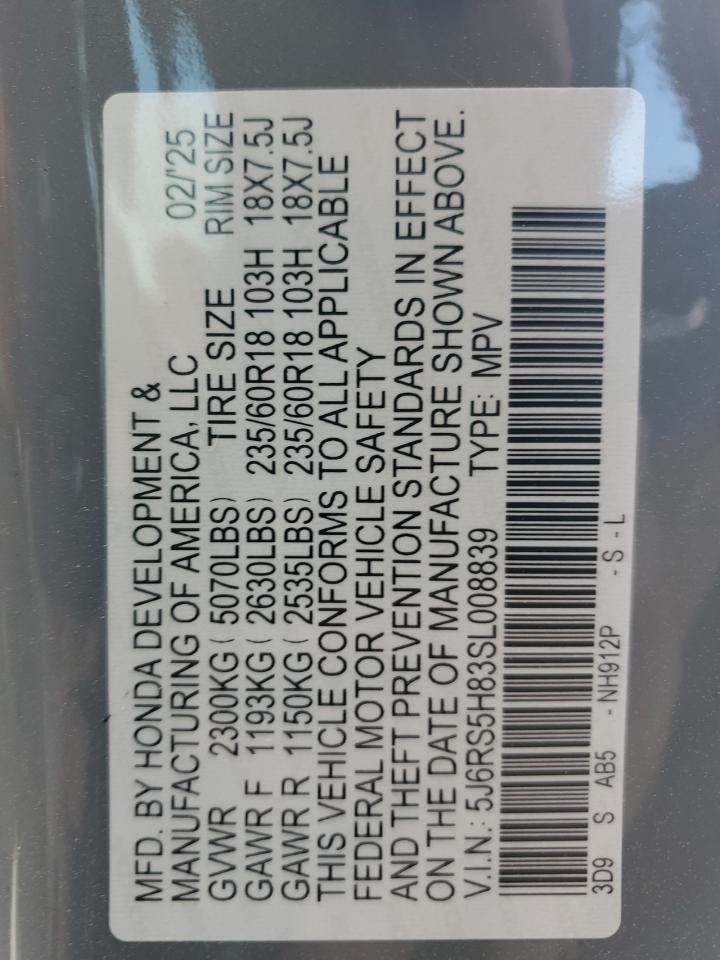 MFD. BY HONDA DEVELOPMENT &
MANUFACTURING OF AMERICA, LLC 02/'25
GVWR 2300KG ( 5070LBS) TIRE SIZE RIM SIZE
GAWR F 1193KG ( 2630LBS) 235/60R18 103H 18X7.5J
GAWR R 1150KG ( 2535LBS) 235/60R18 103H 18X7.5J
THIS VEHICLE CONFORMS TO ALL APPLICABLE
FEDERAL MOTOR VEHICLE SAFETY
AND THEFT PREVENTION STANDARDS IN EFFECT
ON THE DATE OF MANUFACTURE SHOWN ABOVE.
V.I.N.: 5J6RS5H83SL008839 TYPE: MPV
3D9 S AB5 - NH912P - S - L